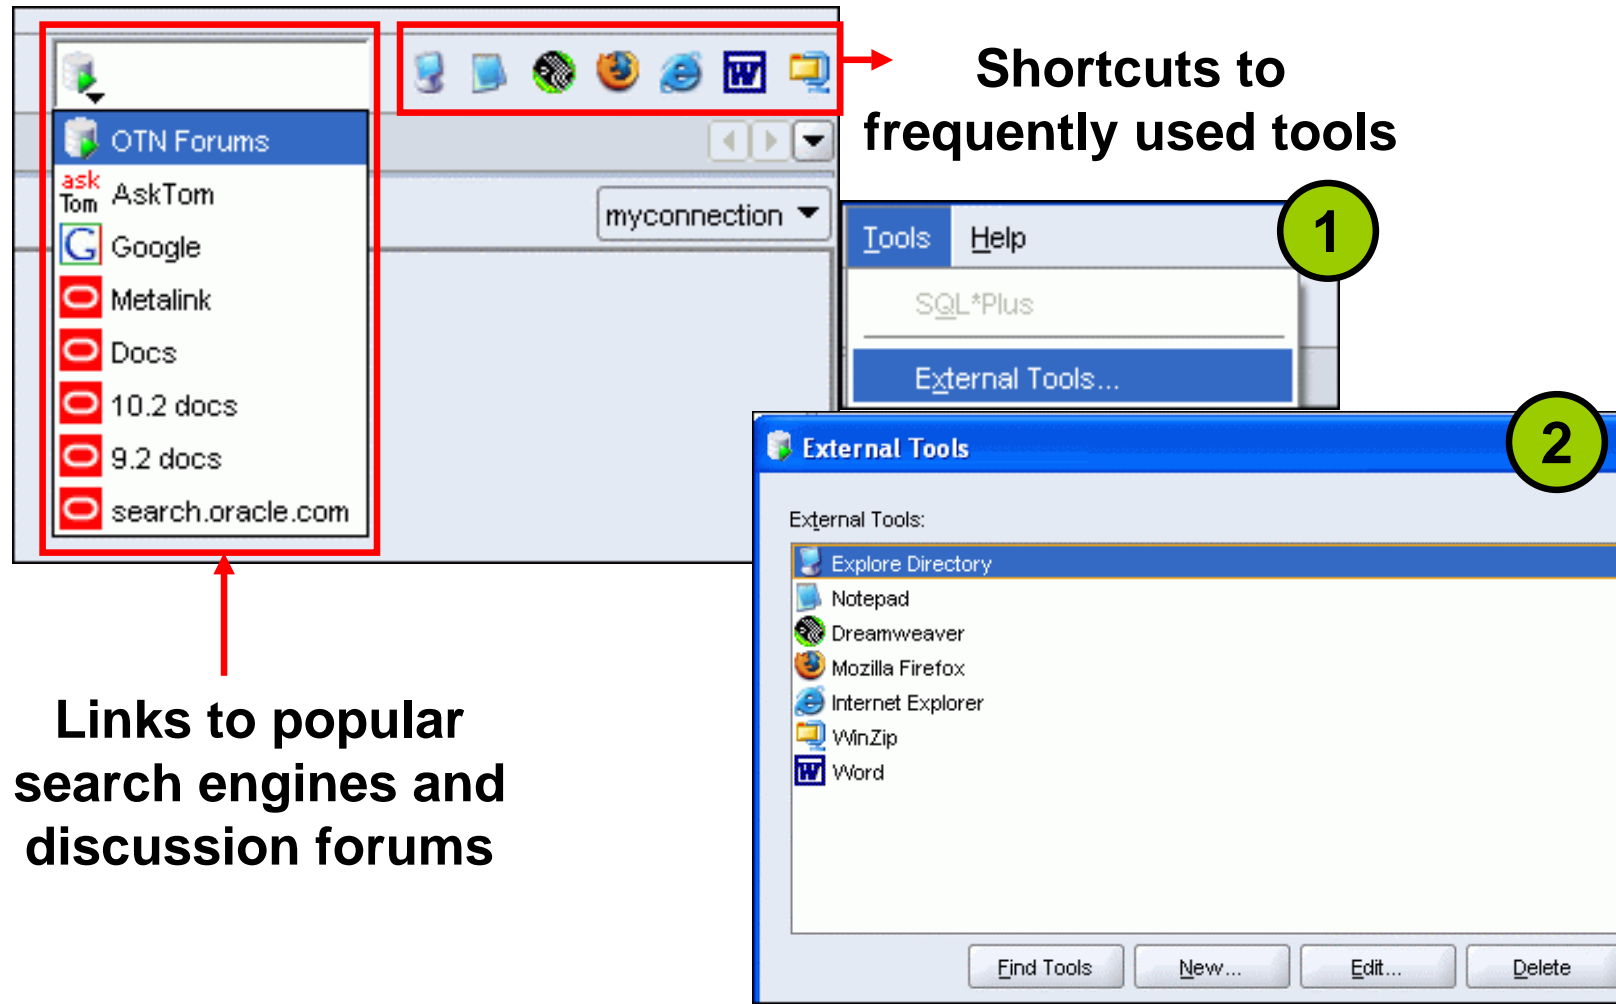 Shortcuts to
frequently used tools
OTN Forums
ask
Tom
AskTom
G
Google
Metalink
Docs
10.2 docs
9.2 docs
search.oracle.com
W
myconnection
Links to popular
search engines and
discussion forums
1
Tools Help
SQL*Plus
External Tools...
2
External Tools
External Tools:
Explore Directory
Notepad
Dreamweaver
Mozilla Firefox
Internet Explorer
WinZip
W Word
Find Tools New... Edit... Delete